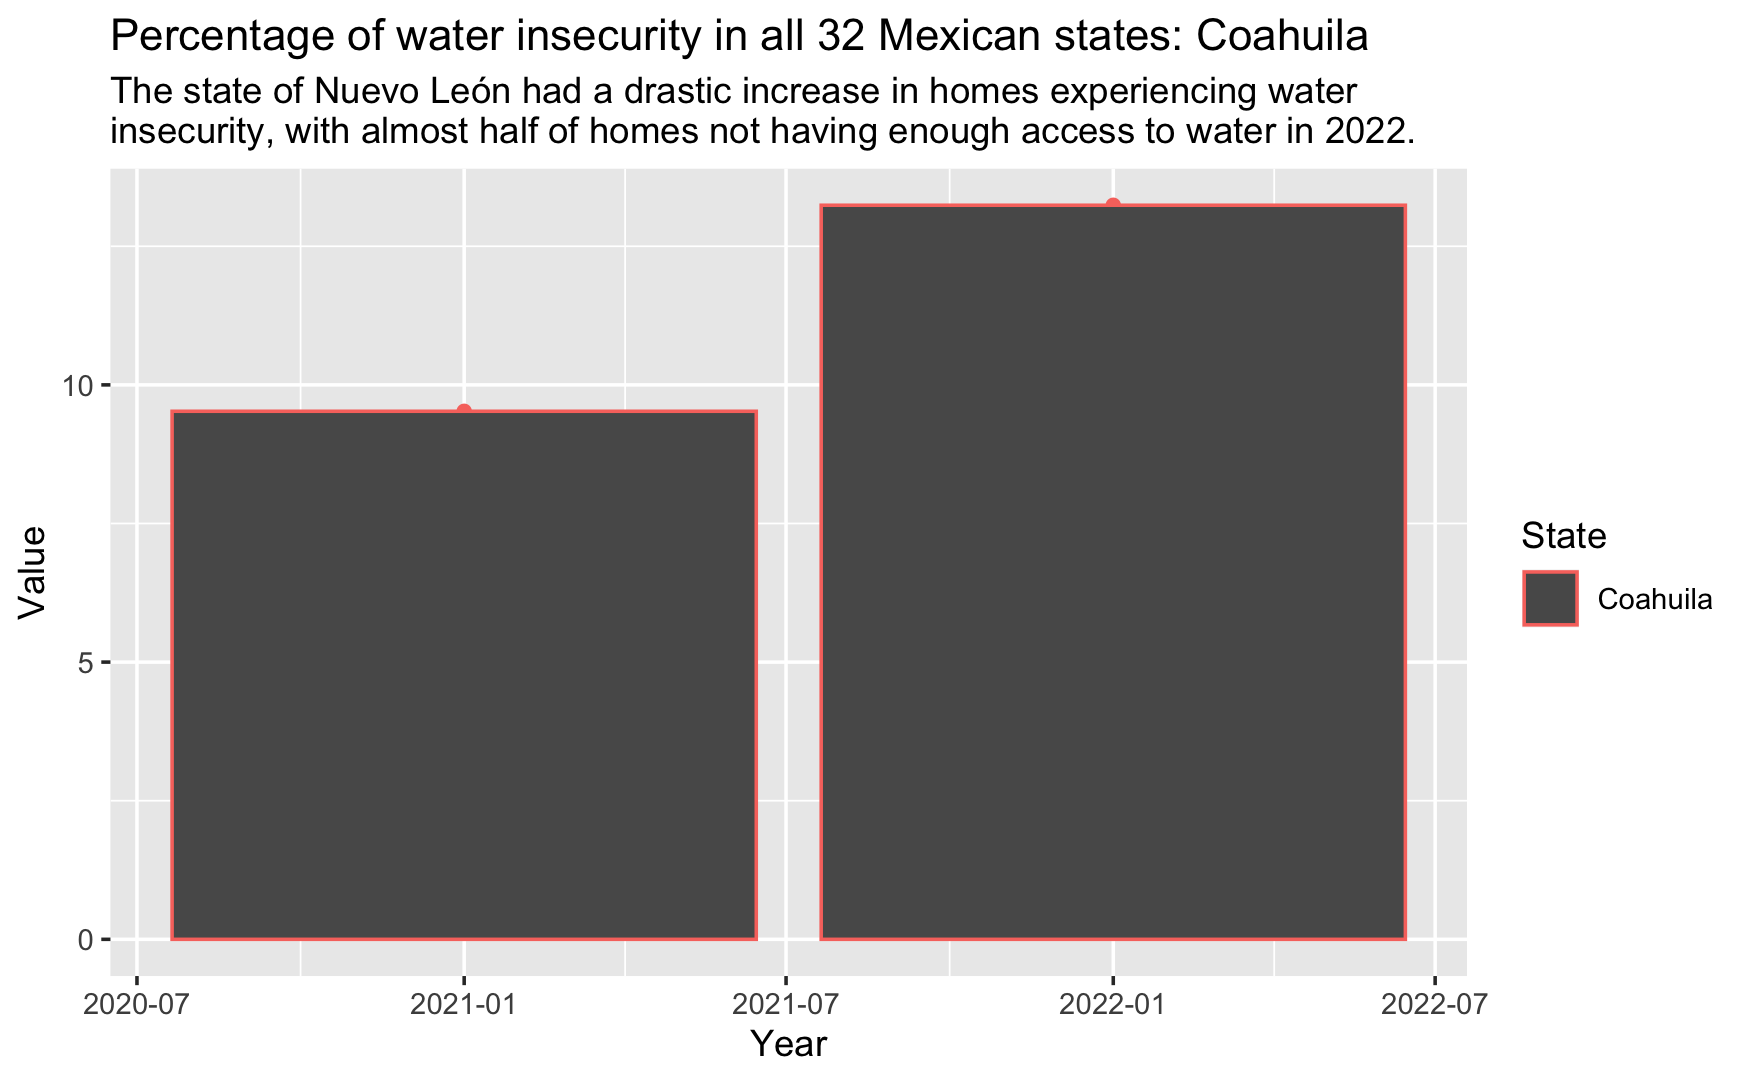 Percentage of water insecurity in all 32 Mexican states: Coahuila
The state of Nuevo León had a drastic increase in homes experiencing water
insecurity, with almost half of homes not having enough access to water in 2022.
Value
10
5
0
2020-07
2021-01
2021-07
2022-01
2022-07
Year
State
Coahuila